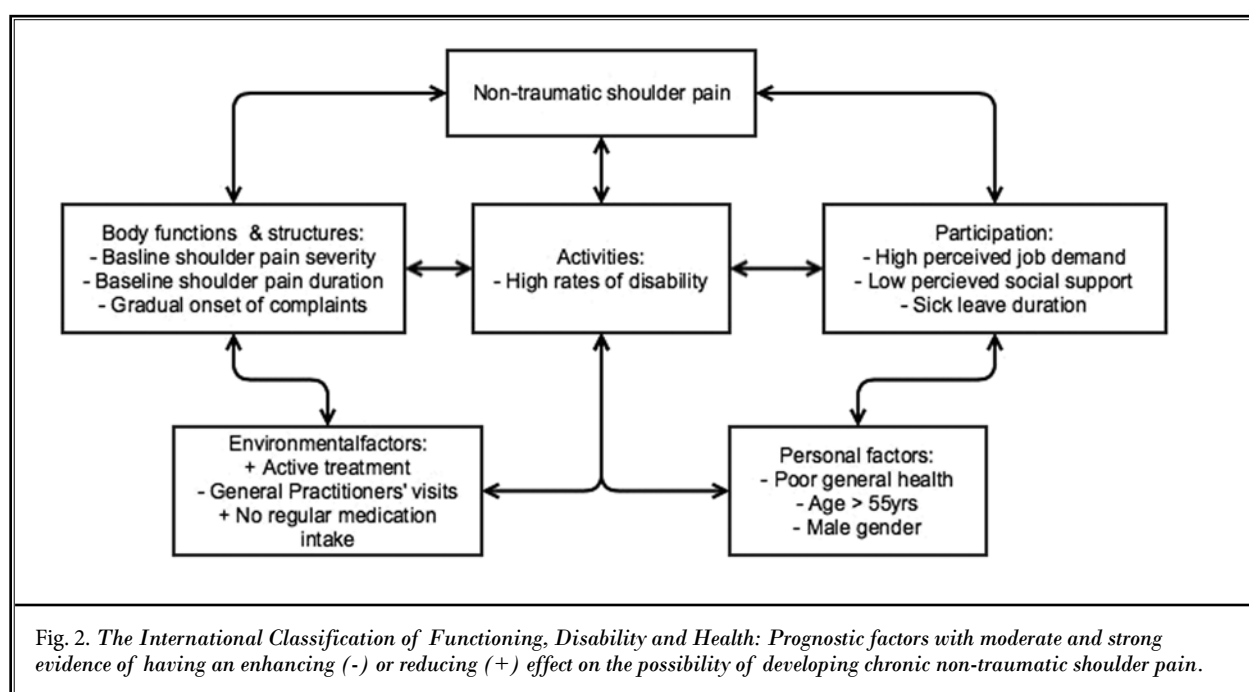 Non-traumatic shoulder pain
Body functions & structures:
- Basline shoulder pain severity
- Baseline shoulder pain duration
- Gradual onset of complaints
Activities:
- High rates of disability
Participation:
- High perceived job demand
- Low percieved social support
- Sick leave duration
Environmentalfactors:
+ Active treatment
- General Practitioners' visits
+ No regular medication
intake
Personal factors:
- Poor general health
- Age > 55yrs
- Male gender
Fig. 2. The International Classification of Functioning, Disability and Health: Prognostic factors with moderate and strong
evidence of having an enhancing (-) or reducing (+) effect on the possibility of developing chronic non-traumatic shoulder pain.